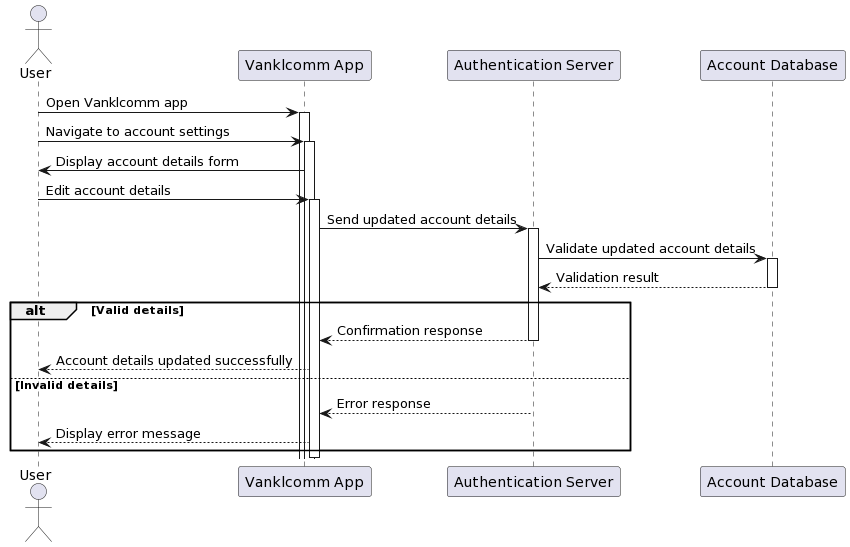 User
Vanklcomm App
Authentication Server
Account Database
Open Vanklcomm app
Navigate to account settings
Display account details form
Edit account details
Send updated account details
Validate updated account details
Validation result
alt [Valid details]
Confirmation response
Account details updated successfully
[Invalid details]
Error response
Display error message
User
Vanklcomm App
Authentication Server
Account Database